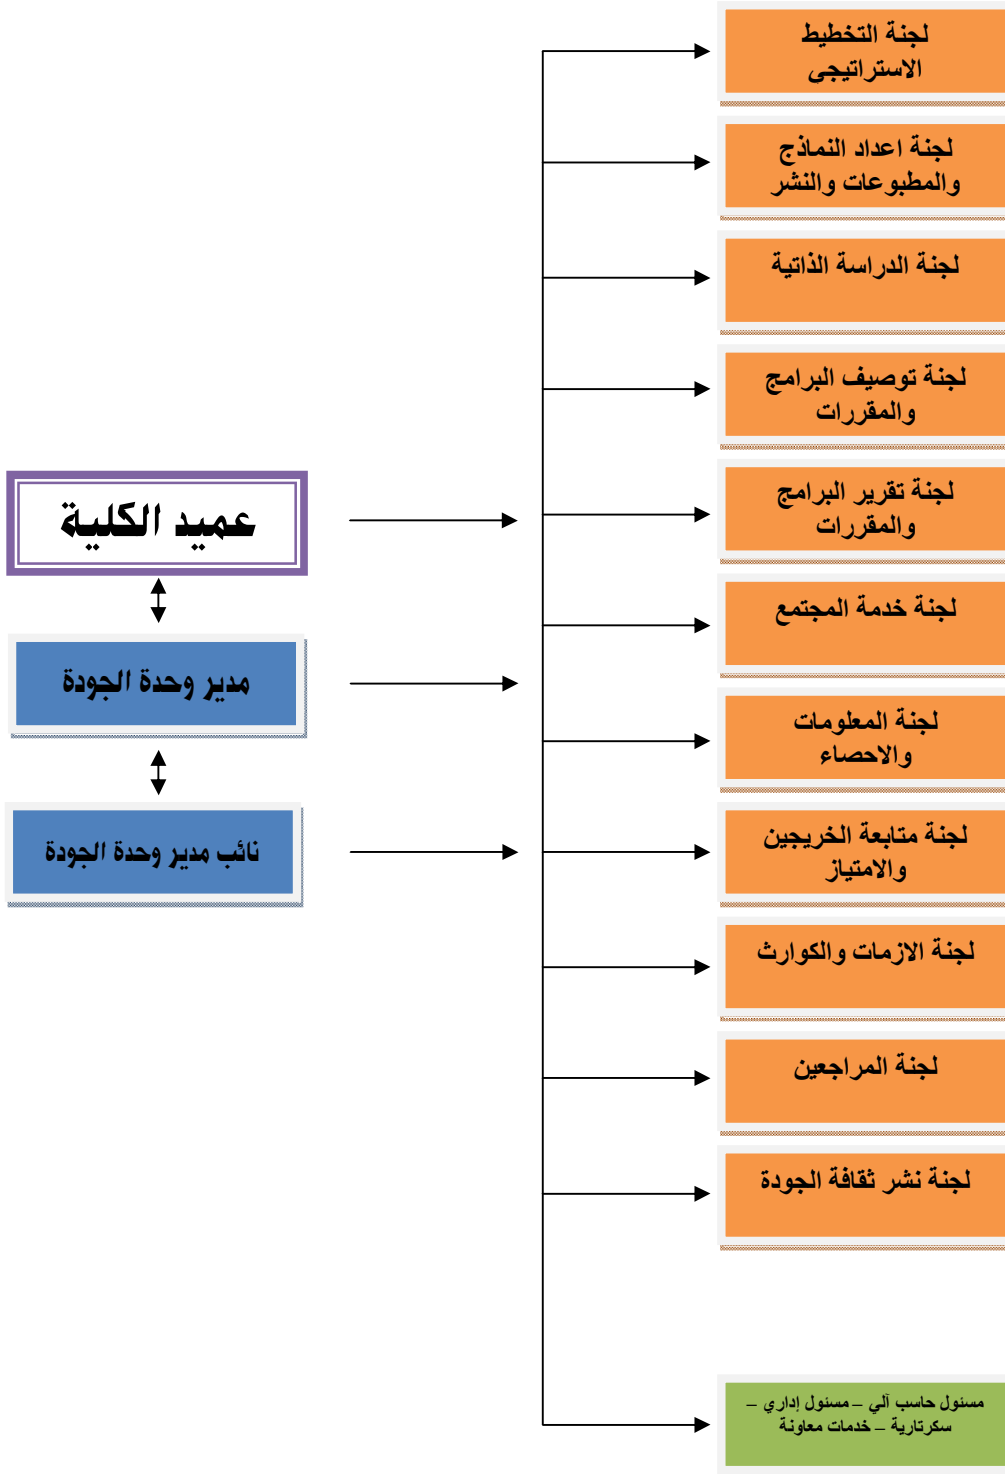 عميد الكلية
مدير وحدة الجودة
نائب مدير وحدة الجودة
لجنة التخطيط
الاستراتيجى
لجنة اعداد النماذج
والمطبوعات والنشر
لجنة الدراسة الذاتية
لجنة توصيف البرامج
والمقررات
لجنة تقرير البرامج
والمقررات
لجنة خدمة المجتمع
لجنة المعلومات
والاحصاء
لجنة متابعة الخريجين
والامتياز
لجنة الازمات والكوارث
لجنة المراجعين
لجنة نشر ثقافة الجودة
مسئول حاسب آلي – مسئول إداري –
سكرتارية – خدمات معاونة